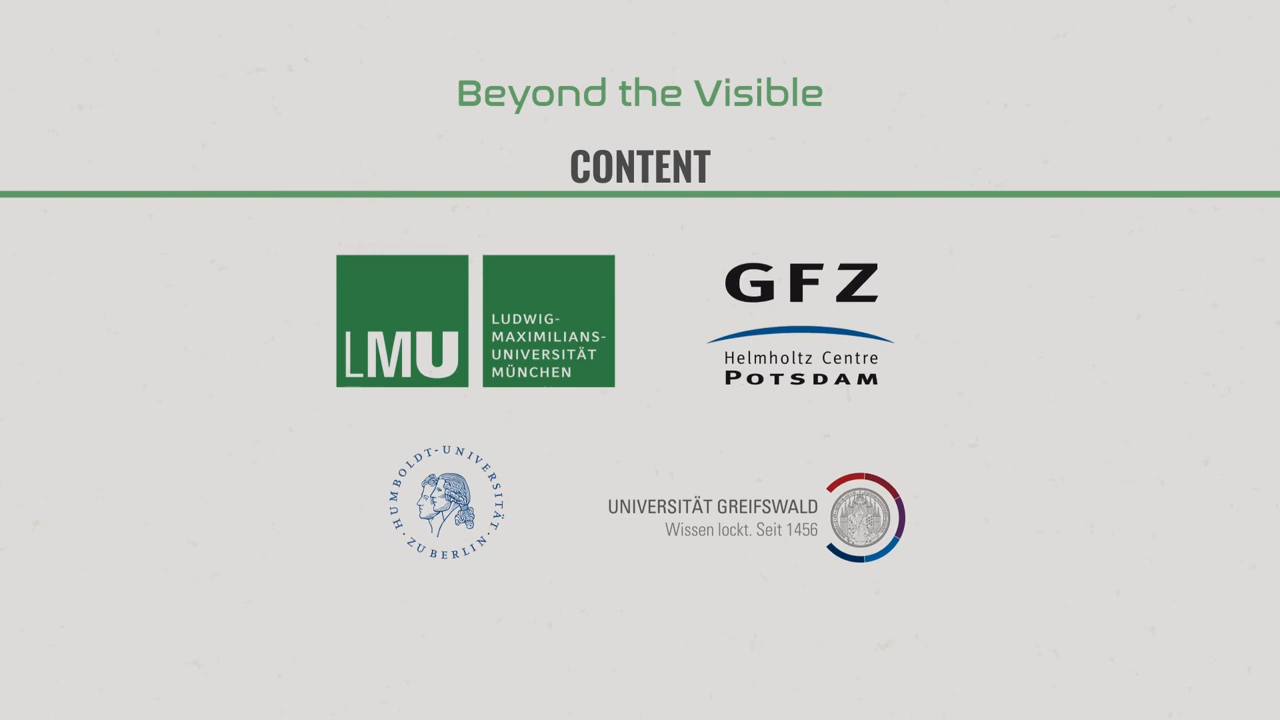 Beyond the Visible
CONTENT
LMU
LUDWIG-
MAXIMILIANS-
UNIVERSITÄT
MÜNCHEN
GFZ
Helmholtz Centre
POTSDAM
HUMBOLDT-UNIVERSITÄT · ZU BERLIN ·
UNIVERSITÄT GREIFSWALD
Wissen lockt. Seit 1456